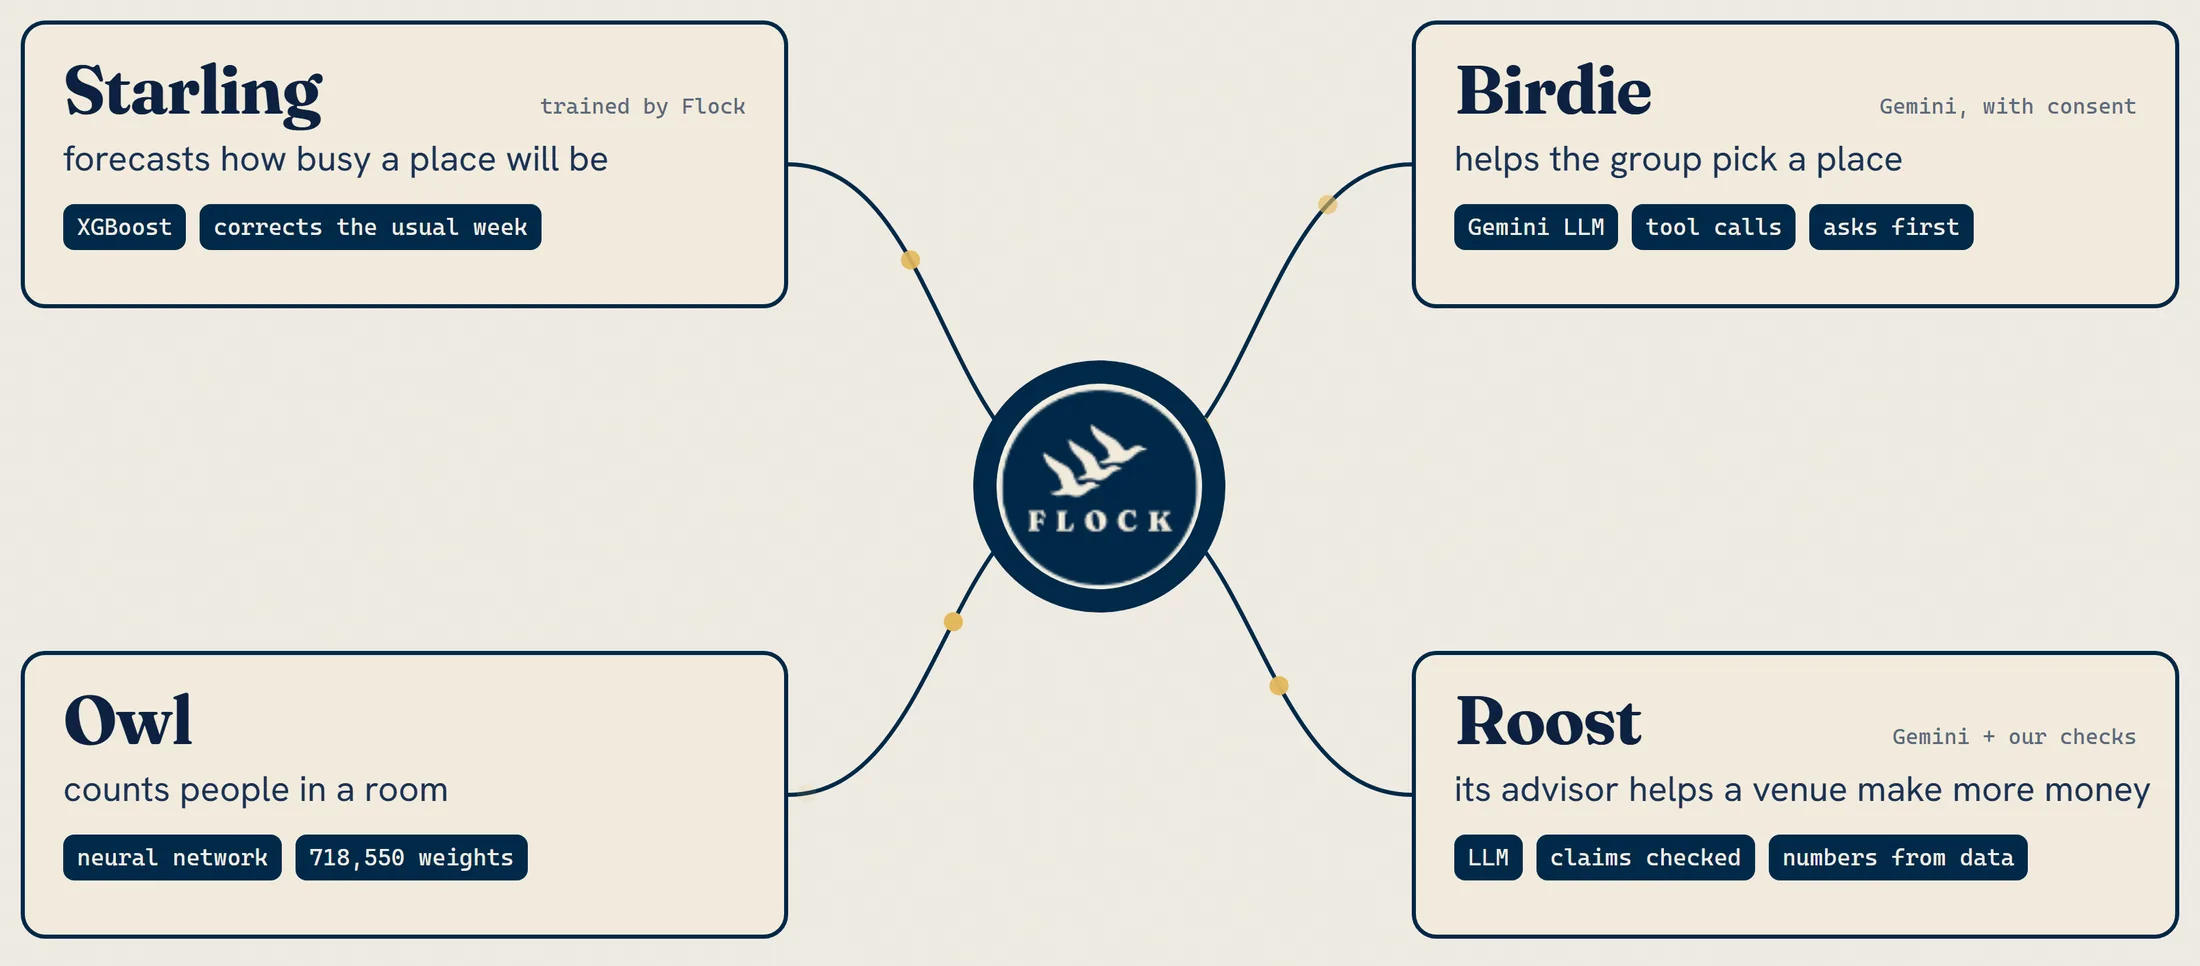 Starling
trained by Flock
forecasts how busy a place will be
XGBoost
corrects the usual week
Birdie
Gemini, with consent
helps the group pick a place
Gemini LLM
tool calls
asks first
FLOCK
Owl
counts people in a room
neural network
718,550 weights
Roost
Gemini + our checks
its advisor helps a venue make more money
LLM
claims checked
numbers from data